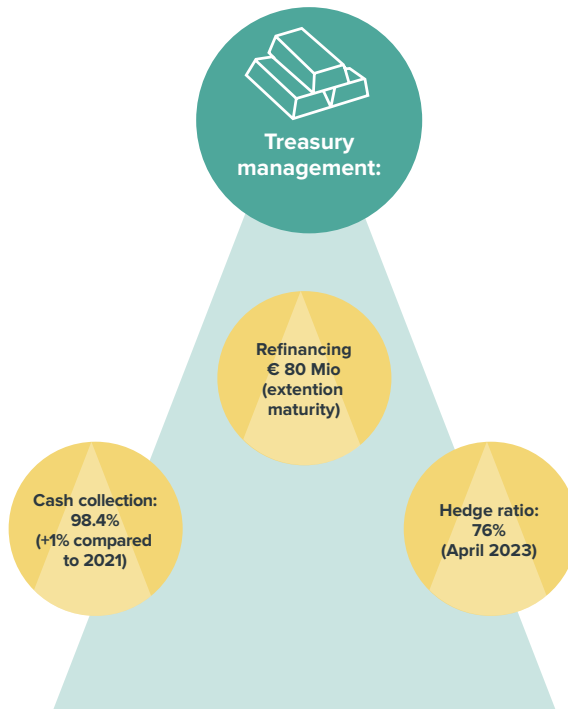 Treasury
management:
Refinancing
€ 80 Mio
(extention
maturity)
Cash collection:
98.4%
(+1% compared
to 2021)
Hedge ratio:
76%
(April 2023)